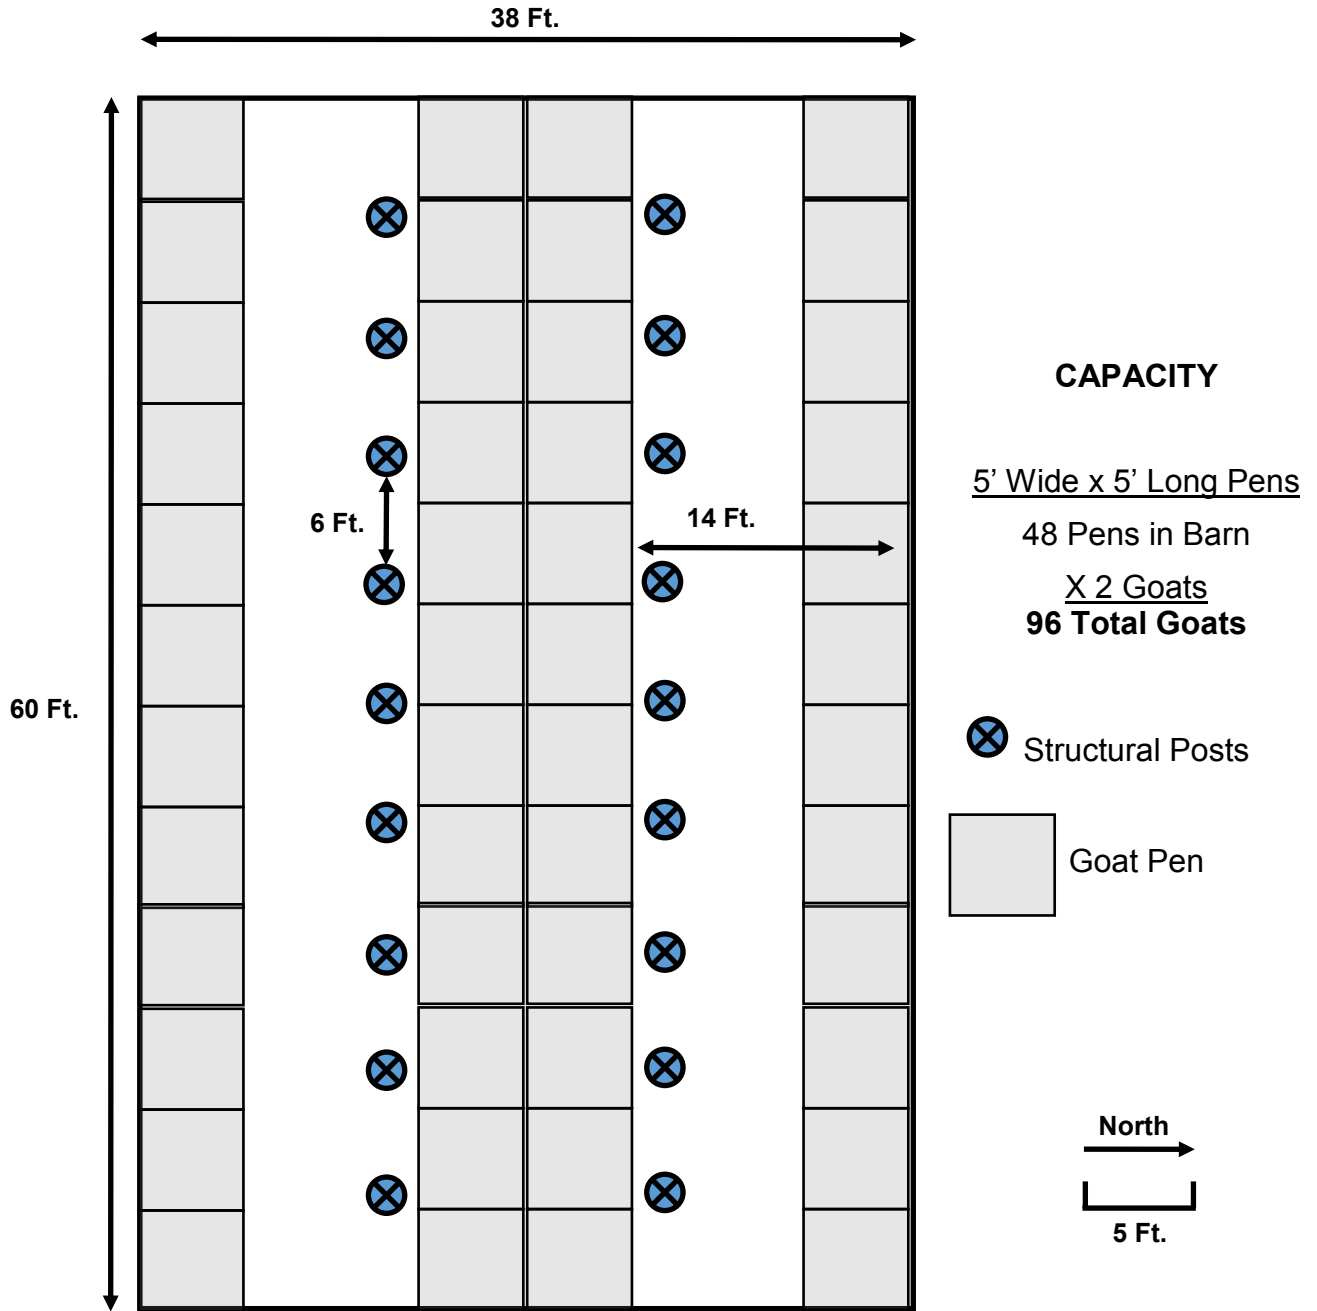 38 Ft.
CAPACITY
5’ Wide x 5’ Long Pens
48 Pens in Barn
X 2 Goats
96 Total Goats
6 Ft.
14 Ft.
60 Ft.
Structural Posts
Goat Pen
North
5 Ft.